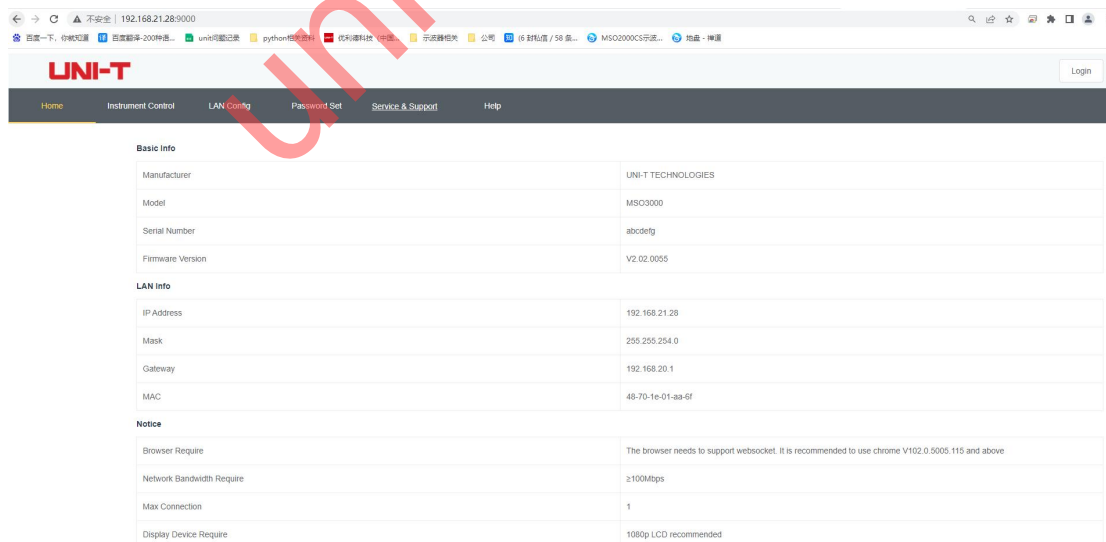 不安全 | 192.168.21.28:9000
百度一下，你就知道 百度翻译-200种语... unit问题记录 python相关资料 优利德科技（中国... 示波器相关 公司 (6 封私信 / 58 条... MSO2000CS示波... 地盘 - 禅道
UNI-T Login
Home Instrument Control LAN Config Password Set Service & Support Help
Basic Info
Manufacturer UNI-T TECHNOLOGIES
Model MSO3000
Serial Number abcdefg
Firmware Version V2.02.0055
LAN Info
IP Address 192.168.21.28
Mask 255.255.254.0
Gateway 192.168.20.1
MAC 48-70-1e-01-aa-6f
Notice
Browser Require The browser needs to support websocket. It is recommended to use chrome V102.0.5005.115 and above
Network Bandwidth Require ≥100Mbps
Max Connection 1
Display Device Require 1080p LCD recommended